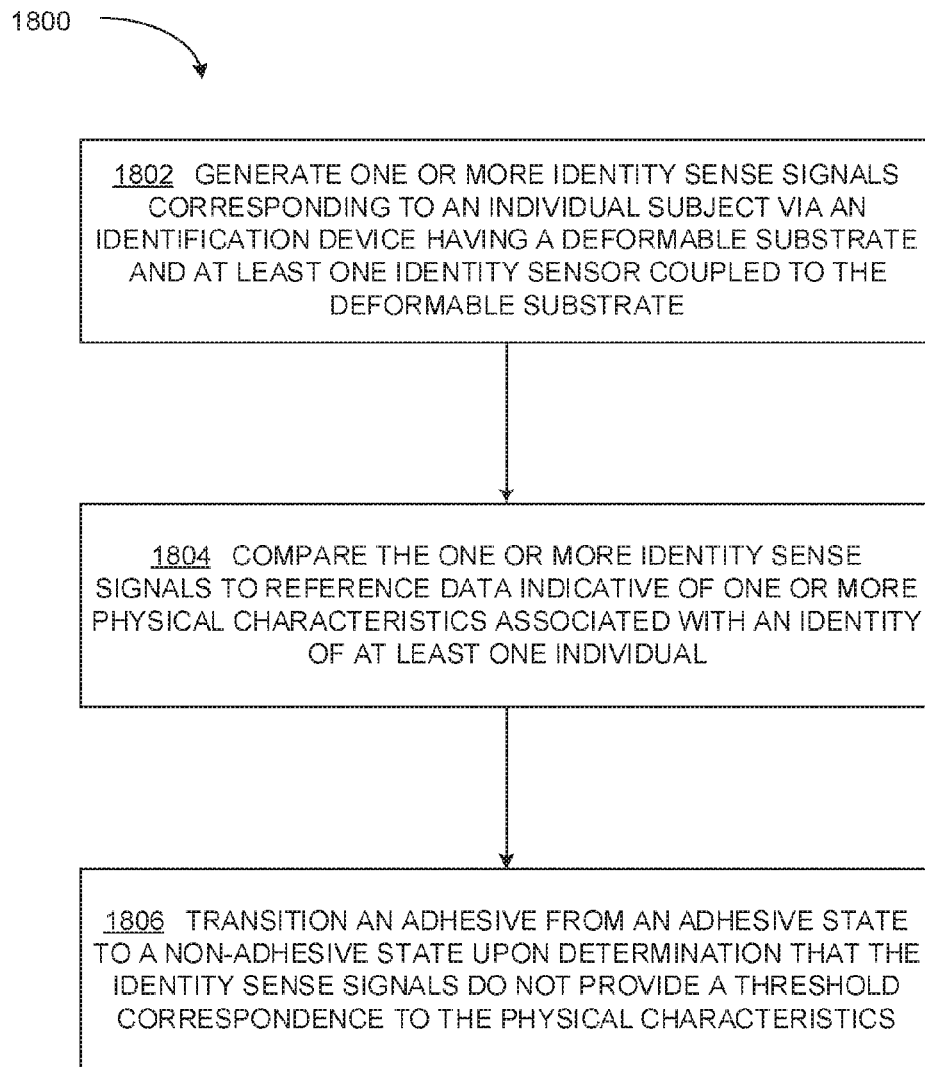 1800
1802 GENERATE ONE OR MORE IDENTITY SENSE SIGNALS
CORRESPONDING TO AN INDIVIDUAL SUBJECT VIA AN
IDENTIFICATION DEVICE HAVING A DEFORMABLE SUBSTRATE
AND AT LEAST ONE IDENTITY SENSOR COUPLED TO THE
DEFORMABLE SUBSTRATE
1804 COMPARE THE ONE OR MORE IDENTITY SENSE
SIGNALS TO REFERENCE DATA INDICATIVE OF ONE OR MORE
PHYSICAL CHARACTERISTICS ASSOCIATED WITH AN IDENTITY
OF AT LEAST ONE INDIVIDUAL
1806 TRANSITION AN ADHESIVE FROM AN ADHESIVE STATE
TO A NON-ADHESIVE STATE UPON DETERMINATION THAT THE
IDENTITY SENSE SIGNALS DO NOT PROVIDE A THRESHOLD
CORRESPONDENCE TO THE PHYSICAL CHARACTERISTICS